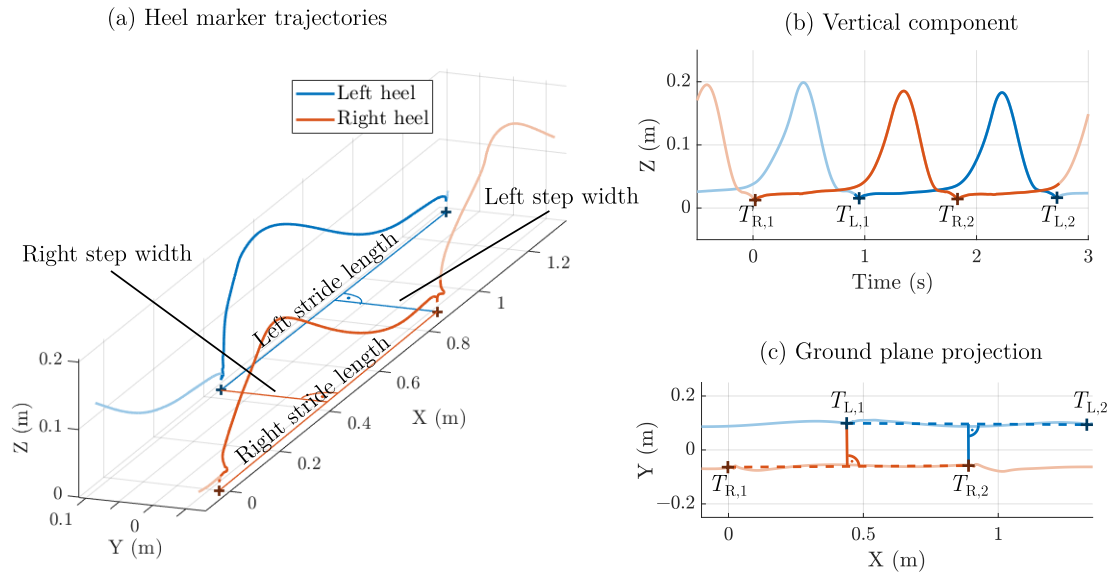 (a) Heel marker trajectories
Left heel
Right heel
Left step width
Right step width
Left stride length
Right stride length
0.2
0.1
0
Z (m)
0.1
0
Y (m)
0
0.2
0.4
0.6
0.8
1
1.2
X (m)
(b) Vertical component
0.2
0.1
0
Z (m)
T_R,1
T_L,1
T_R,2
T_L,2
0
1
2
3
Time (s)
(c) Ground plane projection
0.2
0
−0.2
Y (m)
T_L,1
T_L,2
T_R,1
T_R,2
0
0.5
1
X (m)